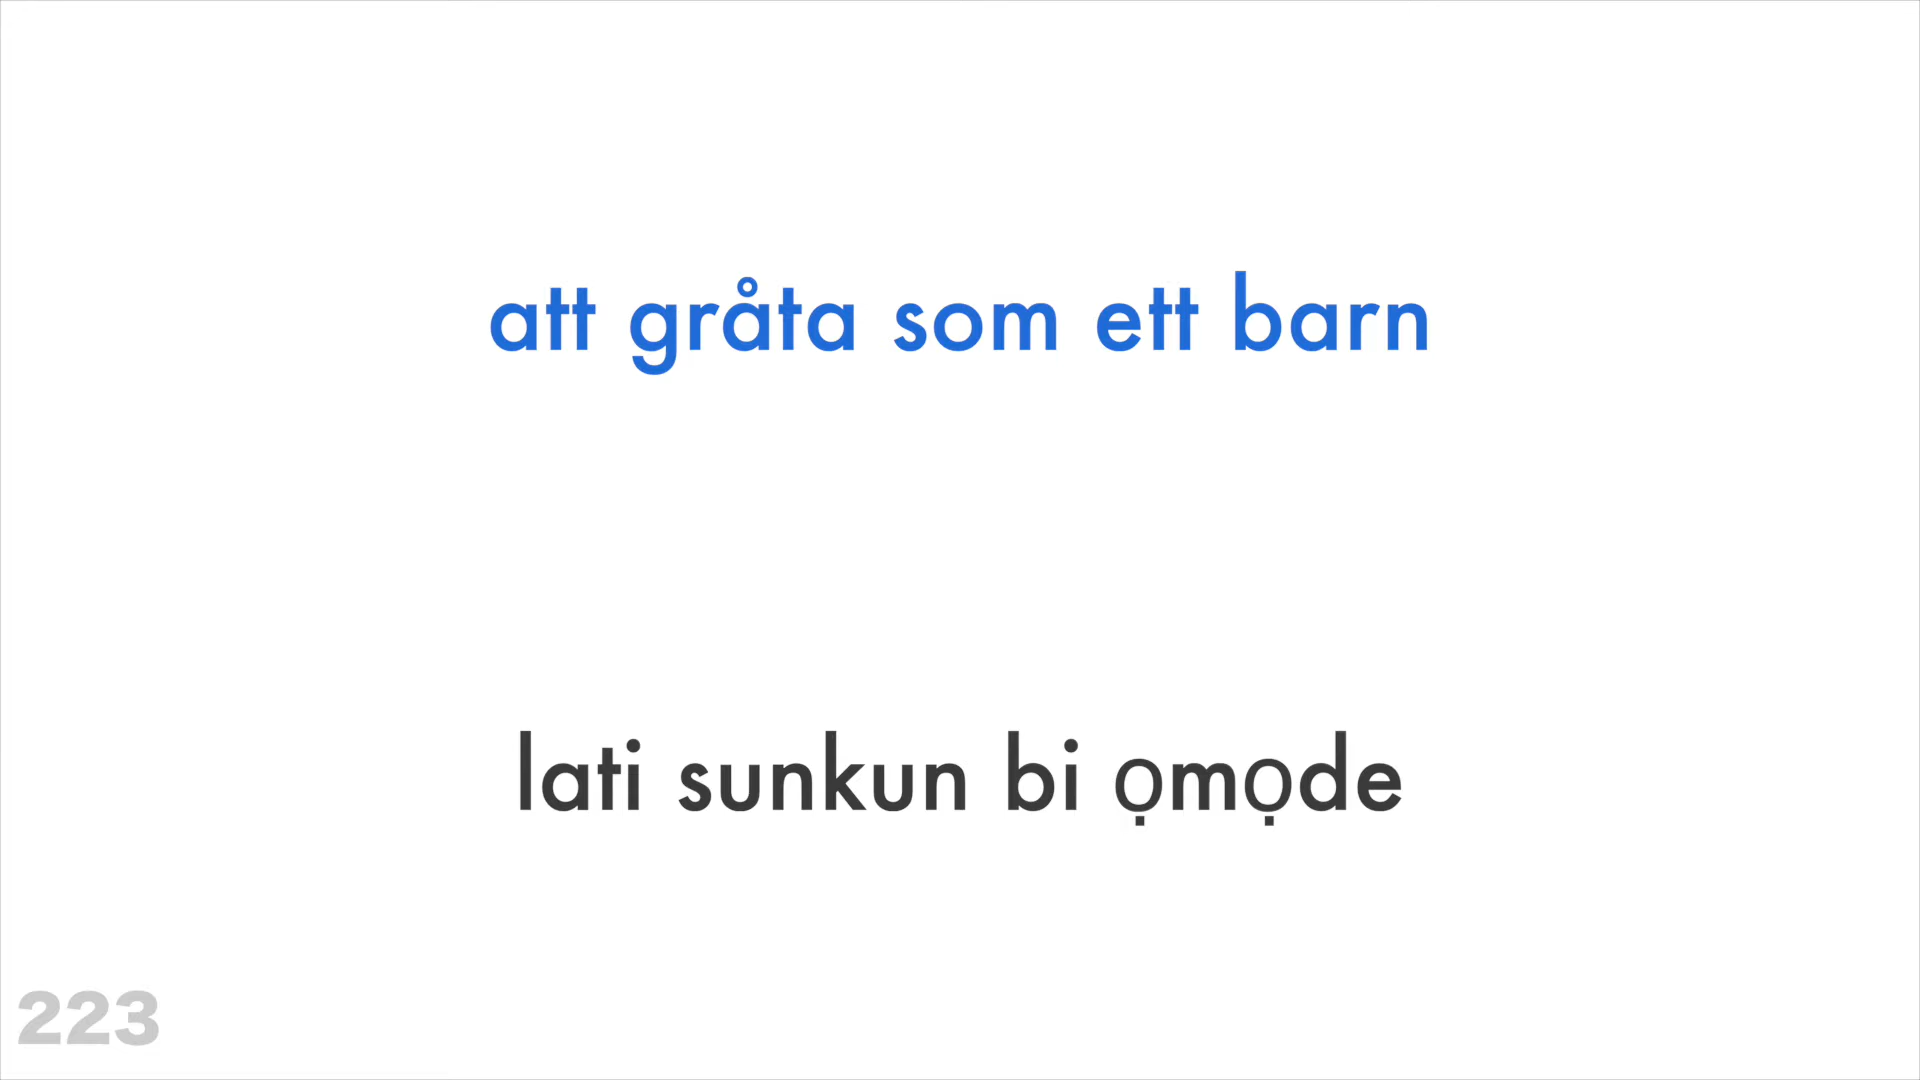 att gråta som ett barn
lati sunkun bi ọmọde
223